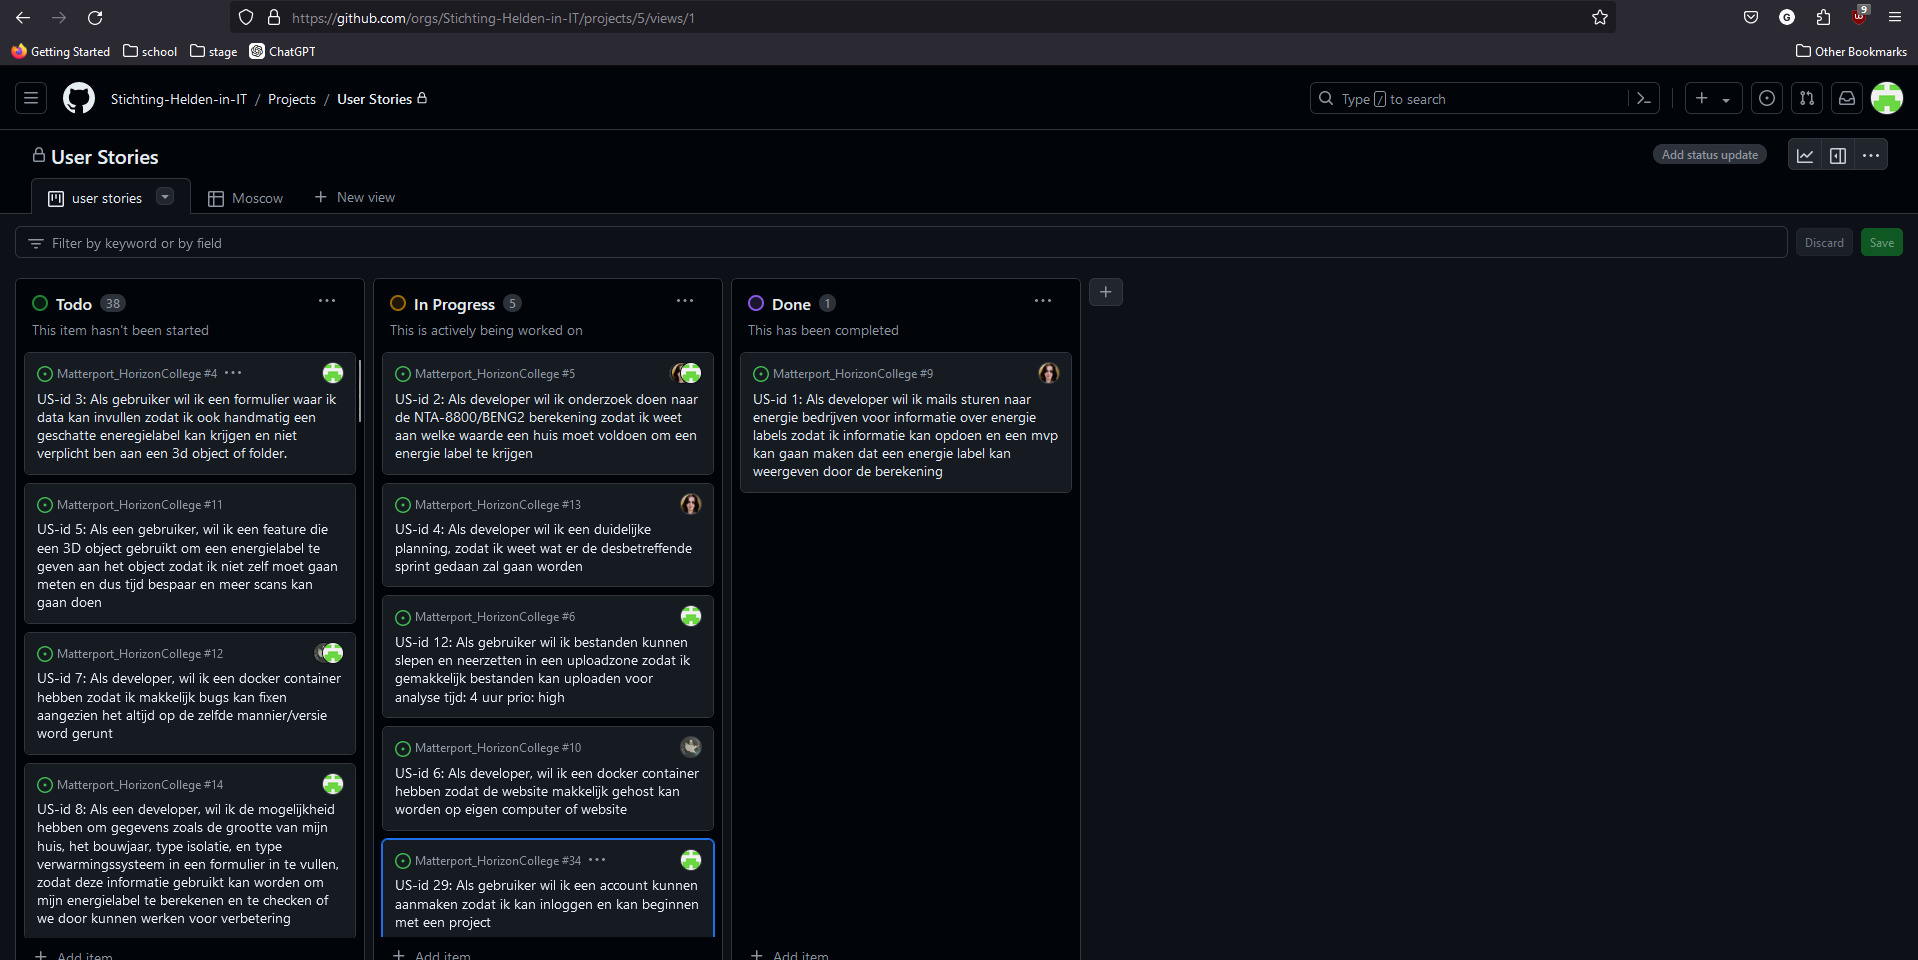 https://github.com/orgs/Stichting-Helden-in-IT/projects/5/views/1
G
9
Getting Started
school
stage
ChatGPT
Other Bookmarks
Stichting-Helden-in-IT / Projects / User Stories
Type / to search
User Stories
Add status update
user stories
Moscow
New view
Filter by keyword or by field
Discard
Save
Todo 38
This item hasn't been started
Matterport_HorizonCollege #4
US-id 3: Als gebruiker wil ik een formulier waar ik
data kan invullen zodat ik ook handmatig een
geschatte eneregielabel kan krijgen en niet
verplicht ben aan een 3d object of folder.
Matterport_HorizonCollege #11
US-id 5: Als een gebruiker, wil ik een feature die
een 3D object gebruikt om een energielabel te
geven aan het object zodat ik niet zelf moet gaan
meten en dus tijd bespaar en meer scans kan
gaan doen
Matterport_HorizonCollege #12
US-id 7: Als developer, wil ik een docker container
hebben zodat ik makkelijk bugs kan fixen
aangezien het altijd op de zelfde mannier/versie
word gerunt
Matterport_HorizonCollege #14
US-id 8: Als een developer, wil ik de mogelijkheid
hebben om gegevens zoals de grootte van mijn
huis, het bouwjaar, type isolatie, en type
verwarmingssysteem in een formulier in te vullen,
zodat deze informatie gebruikt kan worden om
mijn energielabel te berekenen en te checken of
we door kunnen werken voor verbetering
Add item
In Progress 5
This is actively being worked on
Matterport_HorizonCollege #5
US-id 2: Als developer wil ik onderzoek doen naar
de NTA-8800/BENG2 berekening zodat ik weet
aan welke waarde een huis moet voldoen om een
energie label te krijgen
Matterport_HorizonCollege #13
US-id 4: Als developer wil ik een duidelijke
planning, zodat ik weet wat er de desbetreffende
sprint gedaan zal gaan worden
Matterport_HorizonCollege #6
US-id 12: Als gebruiker wil ik bestanden kunnen
slepen en neerzetten in een uploadzone zodat ik
gemakkelijk bestanden kan uploaden voor
analyse tijd: 4 uur prio: high
Matterport_HorizonCollege #10
US-id 6: Als developer, wil ik een docker container
hebben zodat de website makkelijk gehost kan
worden op eigen computer of website
Matterport_HorizonCollege #34
US-id 29: Als gebruiker wil ik een account kunnen
aanmaken zodat ik kan inloggen en kan beginnen
met een project
Add item
Done 1
This has been completed
Matterport_HorizonCollege #9
US-id 1: Als developer wil ik mails sturen naar
energie bedrijven voor informatie over energie
labels zodat ik informatie kan opdoen en een mvp
kan gaan maken dat een energie label kan
weergeven door de berekening
Add item